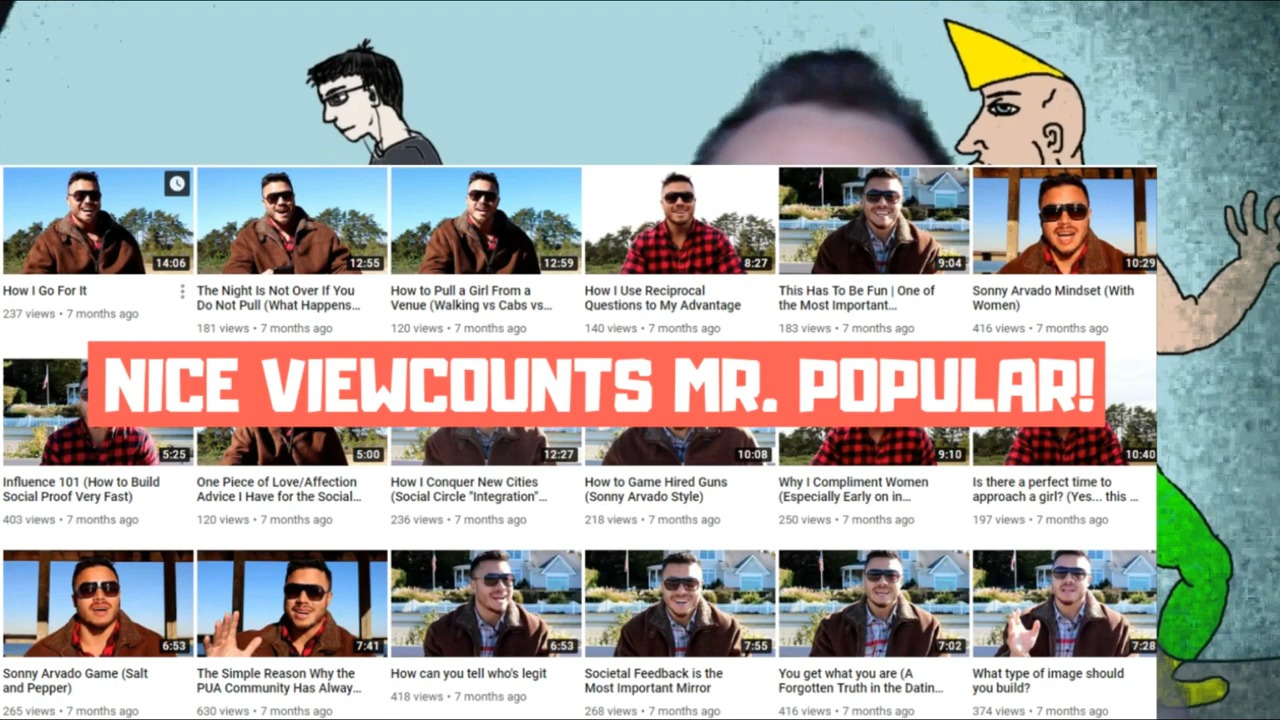 14:06
12:55
12:59
8:27
9:04
10:29
How I Go For It
237 views • 7 months ago
The Night Is Not Over If You
Do Not Pull (What Happens...
181 views • 7 months ago
How to Pull a Girl From a
Venue (Walking vs Cabs vs...
120 views • 7 months ago
How I Use Reciprocal
Questions to My Advantage
140 views • 7 months ago
This Has To Be Fun | One of
the Most Important...
183 views • 7 months ago
Sonny Arvado Mindset (With
Women)
416 views • 7 months ago
NICE VIEWCOUNTS MR. POPULAR!
5:25
5:00
12:27
10:08
9:10
10:40
Influence 101 (How to Build
Social Proof Very Fast)
403 views • 7 months ago
One Piece of Love/Affection
Advice I Have for the Social...
120 views • 7 months ago
How I Conquer New Cities
(Social Circle "Integration"...
236 views • 7 months ago
How to Game Hired Guns
(Sonny Arvado Style)
218 views • 7 months ago
Why I Compliment Women
(Especially Early on in...
250 views • 7 months ago
Is there a perfect time to
approach a girl? (Yes... this ...
197 views • 7 months ago
6:53
7:41
6:53
7:55
7:02
7:28
Sonny Arvado Game (Salt
and Pepper)
265 views • 7 months ago
The Simple Reason Why the
PUA Community Has Alway...
630 views • 7 months ago
How can you tell who's legit
418 views • 7 months ago
Societal Feedback is the
Most Important Mirror
268 views • 7 months ago
You get what you are (A
Forgotten Truth in the Datin...
416 views • 7 months ago
What type of image should
you build?
374 views • 7 months ago